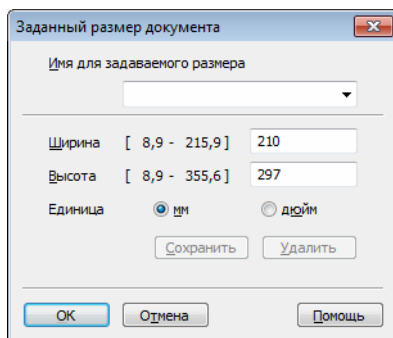 Заданный размер документа
Имя для задаваемого размера
Ширина [ 8,9 - 215,9] 210
Высота [ 8,9 - 355,6] 297
Единица мм дюйм
Сохранить Удалить
OK Отмена Помощь